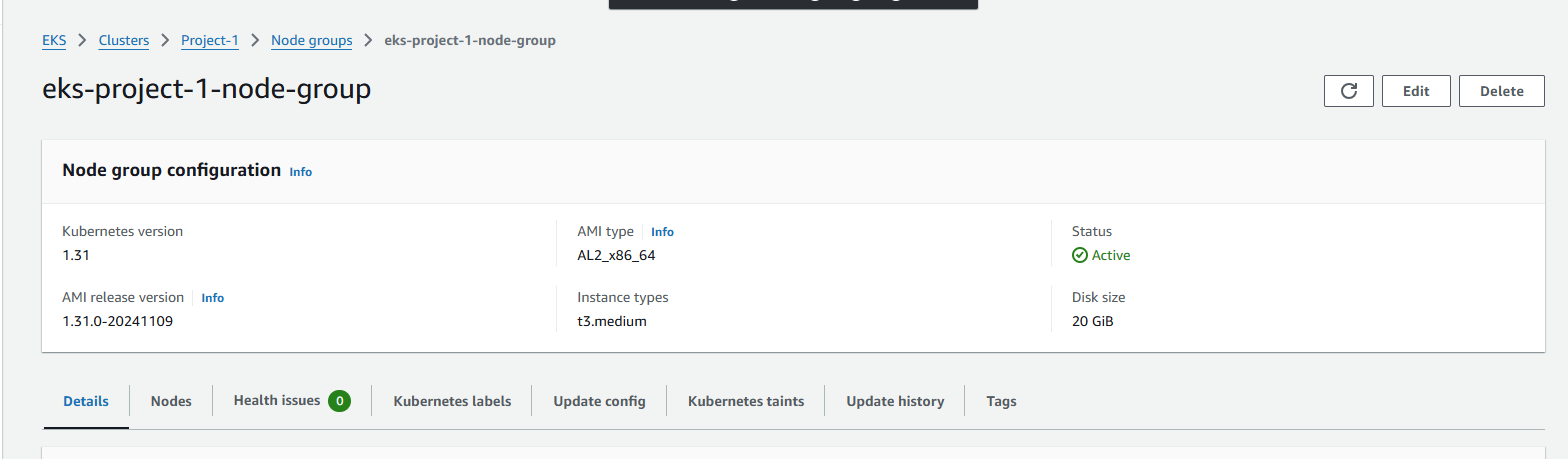 EKS > Clusters > Project-1 > Node groups > eks-project-1-node-group
eks-project-1-node-group
Edit
Delete
Node group configuration Info
Kubernetes version
1.31
AMI type Info
AL2_x86_64
Status
Active
AMI release version Info
1.31.0-20241109
Instance types
t3.medium
Disk size
20 GiB
Details
Nodes
Health issues 0
Kubernetes labels
Update config
Kubernetes taints
Update history
Tags